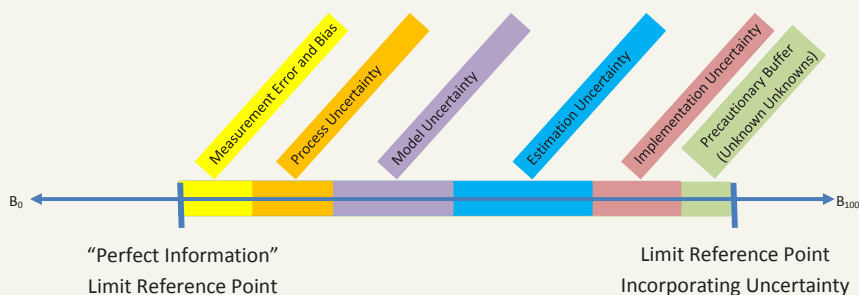 Measurement Error and Bias
Process Uncertainty
Model Uncertainty
Estimation Uncertainty
Implementation Uncertainty
Precautionary Buffer
(Unknown Unknowns)
B0
B100
“Perfect Information”
Limit Reference Point
Limit Reference Point
Incorporating Uncertainty